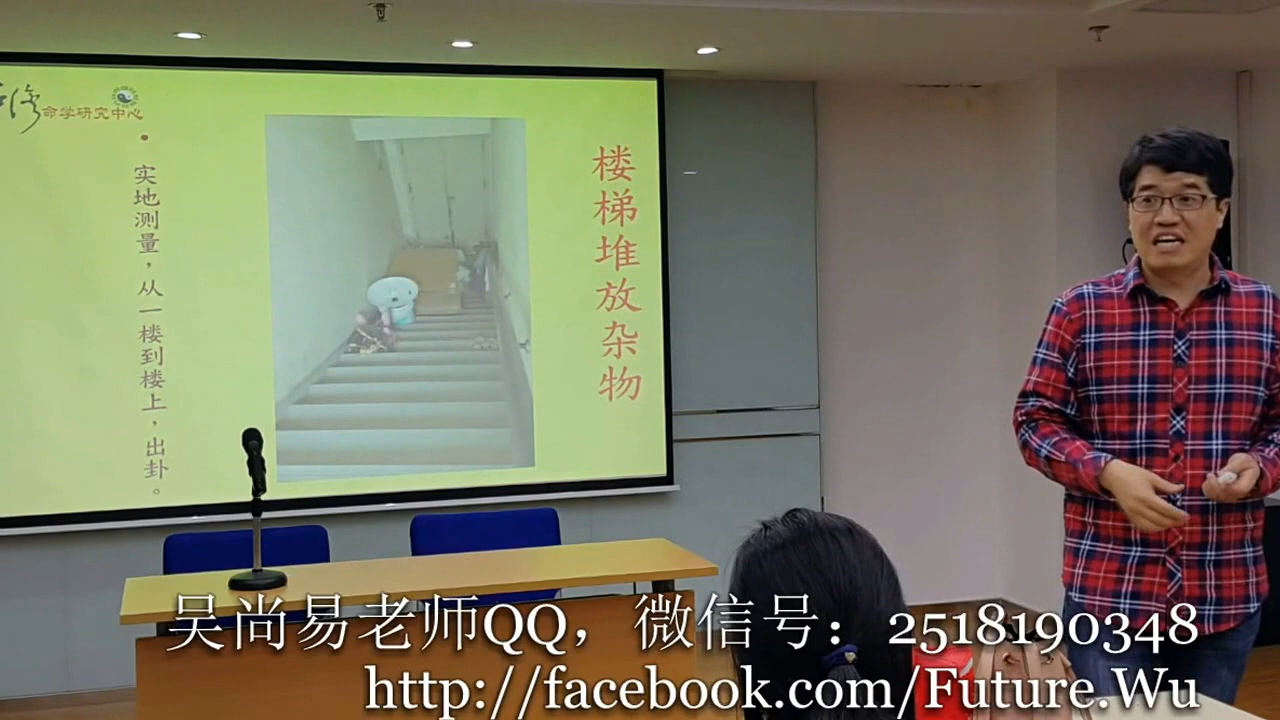 命学研究中心
楼梯堆放杂物
实地测量，从一楼到楼上，出卦。
吴尚易老师QQ，微信号：2518190348
http://facebook.com/Future.Wu